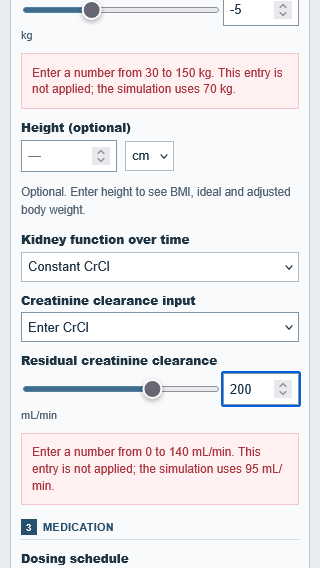 -5
kg
Enter a number from 30 to 150 kg. This entry is
not applied; the simulation uses 70 kg.
Height (optional)
— cm
Optional. Enter height to see BMI, ideal and adjusted
body weight.
Kidney function over time
Constant CrCl
Creatinine clearance input
Enter CrCl
Residual creatinine clearance
200
mL/min
Enter a number from 0 to 140 mL/min. This
entry is not applied; the simulation uses 95 mL/
min.
3 MEDICATION
Dosing schedule